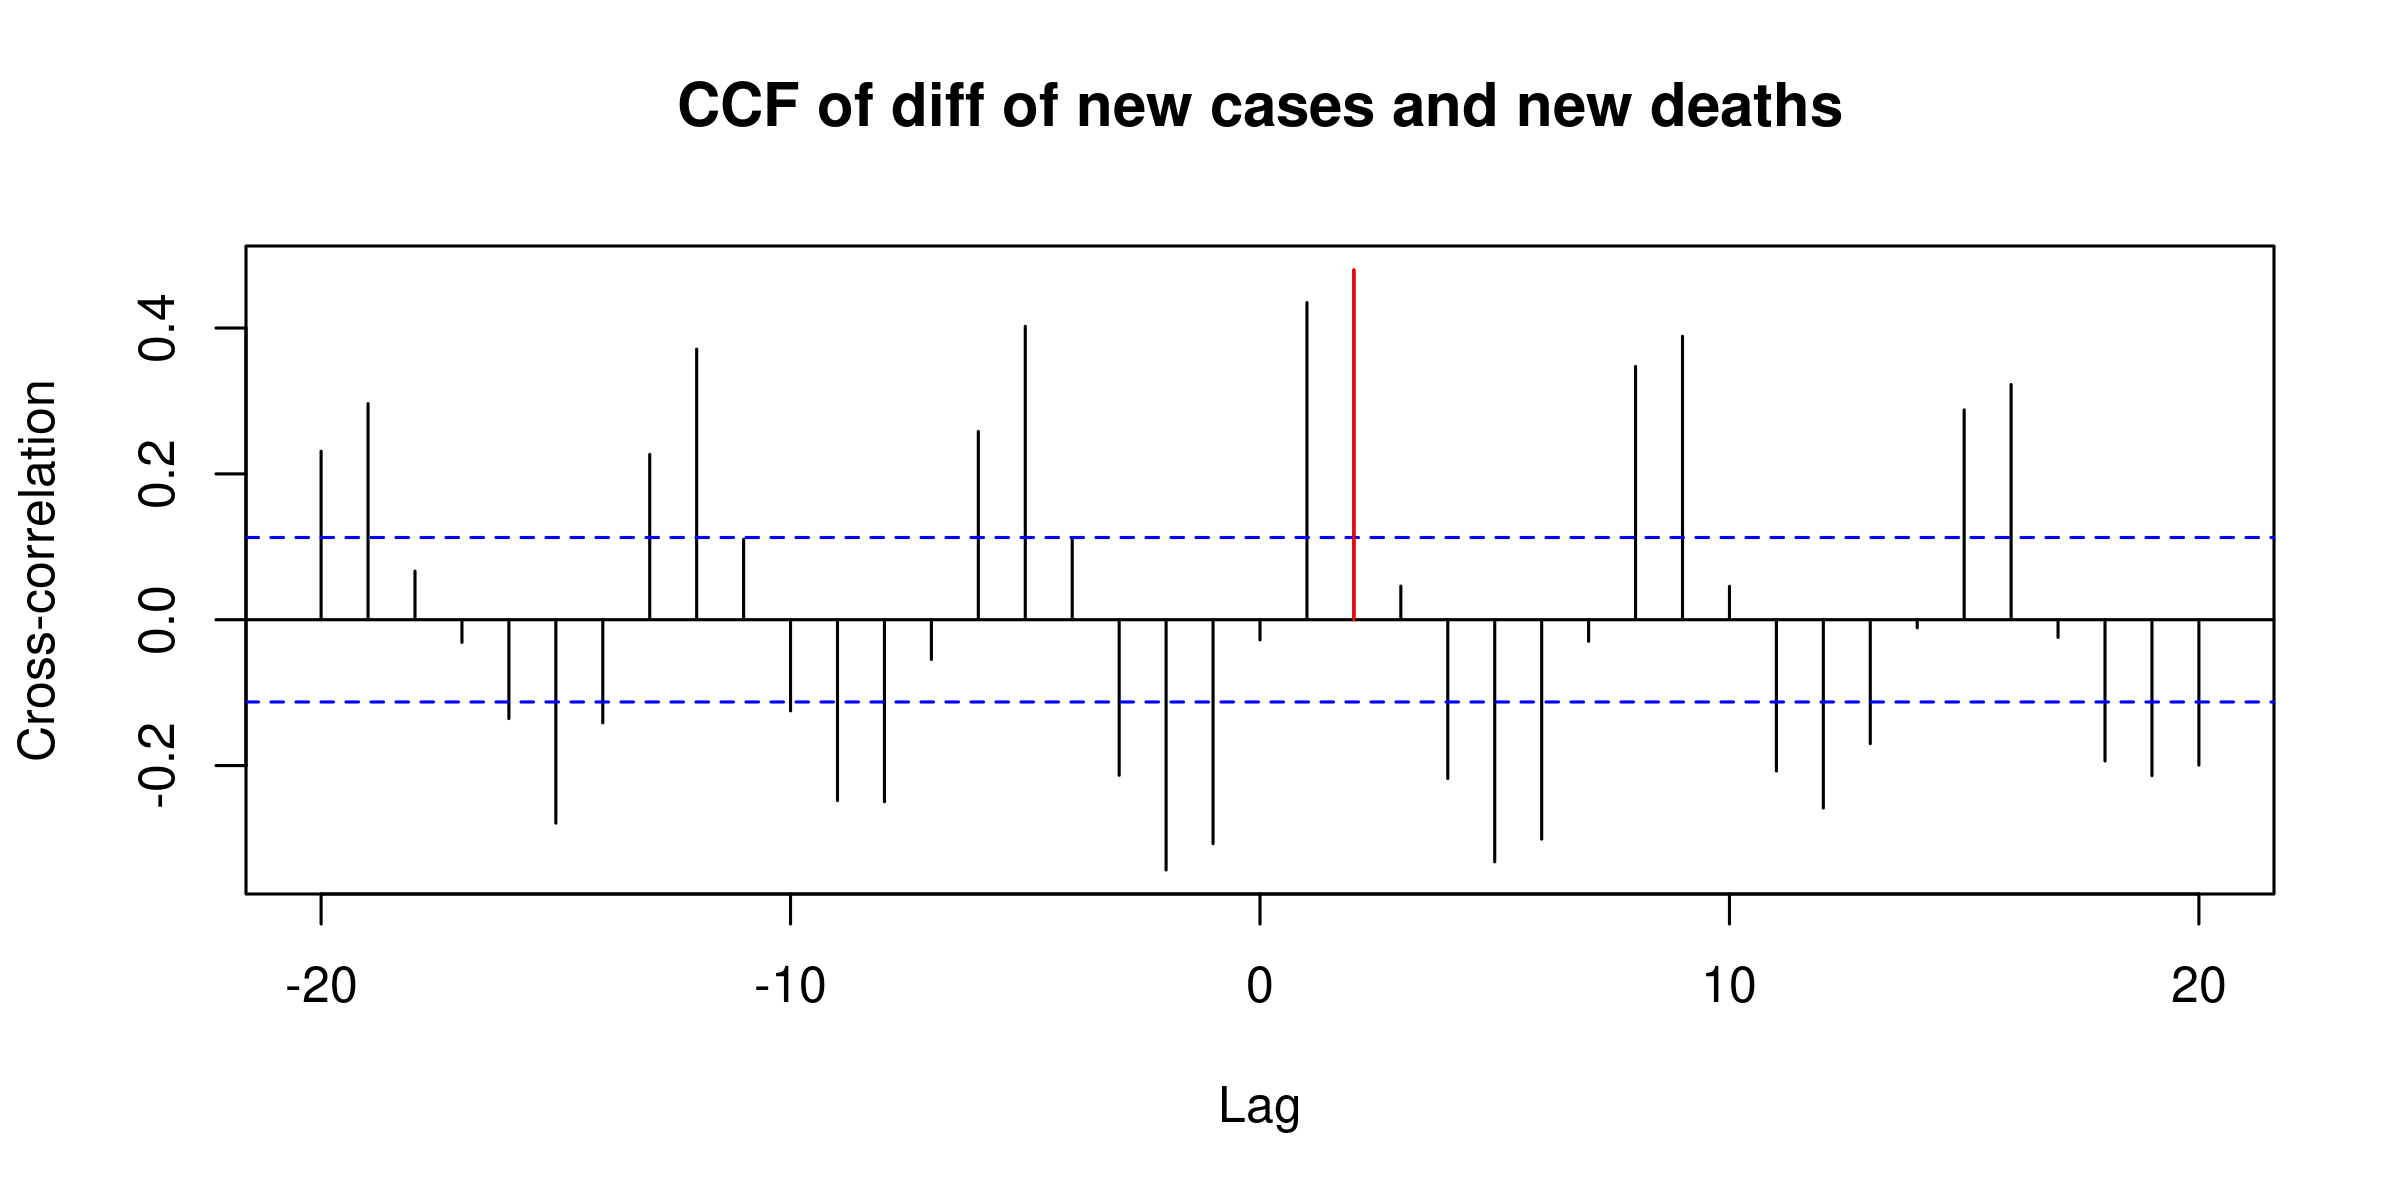 CCF of diff of new cases and new deaths
Cross-correlation
0.4
0.2
0.0
-0.2
-20 -10 0 10 20
Lag